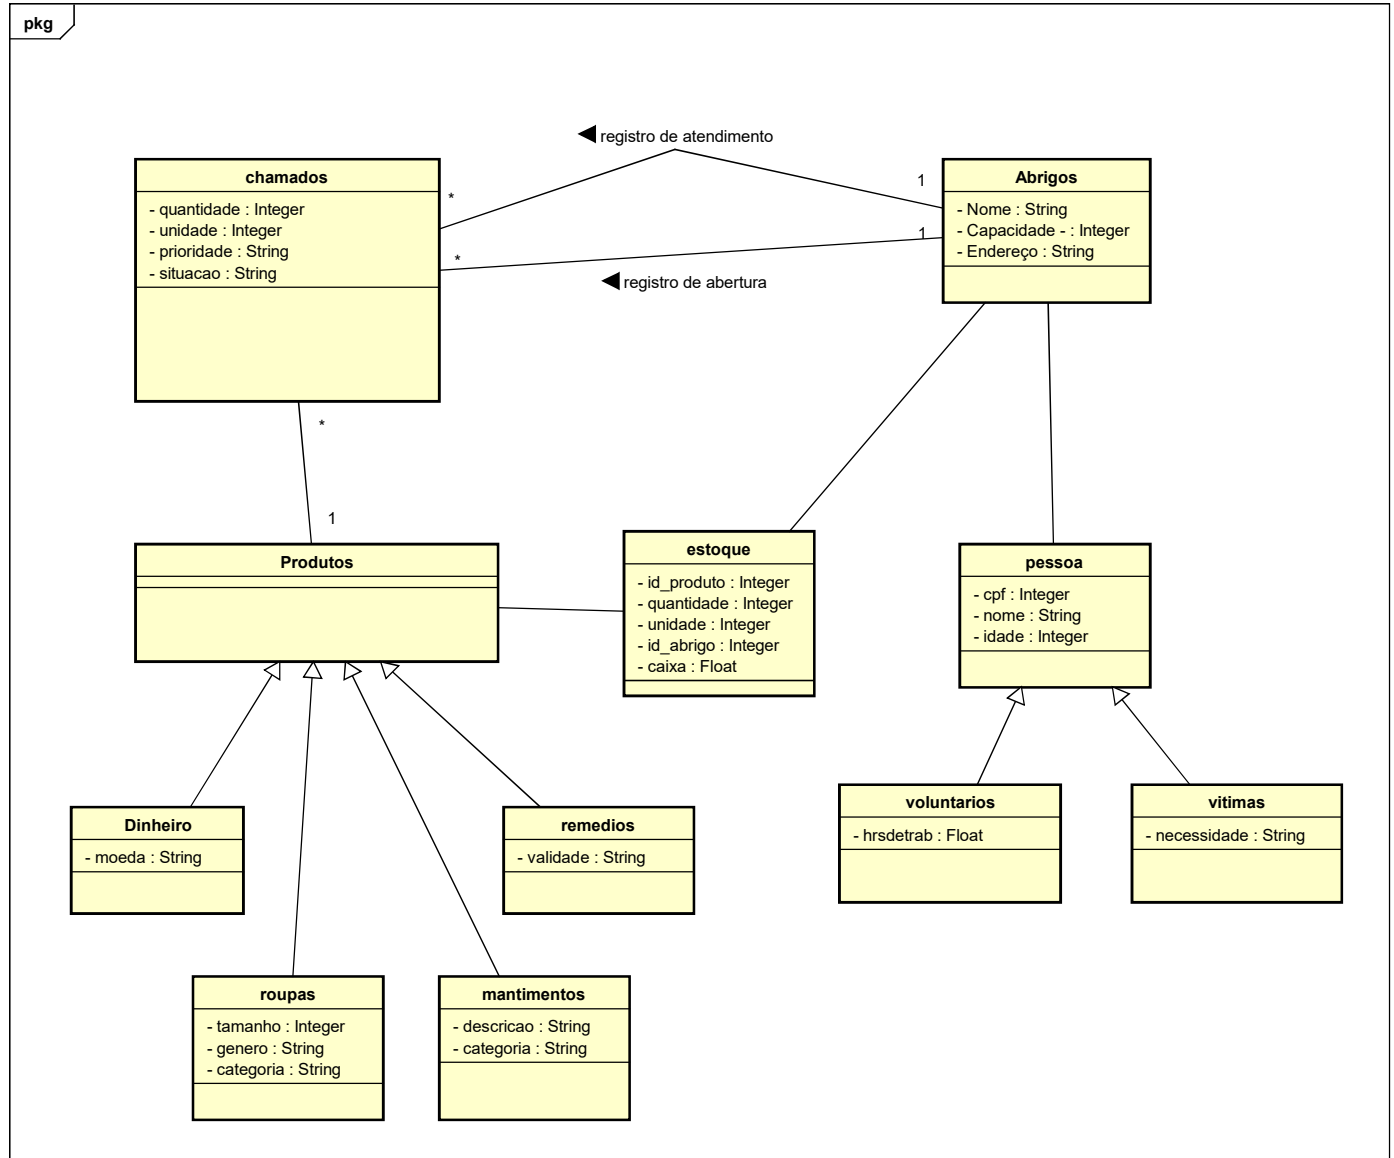 pkg
◀ registro de atendimento
chamados
- quantidade : Integer
- unidade : Integer
- prioridade : String
- situacao : String
*
1
Abrigos
- Nome : String
- Capacidade - : Integer
- Endereço : String
*
1
◀ registro de abertura
*
1
Produtos
estoque
- id_produto : Integer
- quantidade : Integer
- unidade : Integer
- id_abrigo : Integer
- caixa : Float
pessoa
- cpf : Integer
- nome : String
- idade : Integer
Dinheiro
- moeda : String
remedios
- validade : String
voluntarios
- hrsdetrab : Float
vitimas
- necessidade : String
roupas
- tamanho : Integer
- genero : String
- categoria : String
mantimentos
- descricao : String
- categoria : String